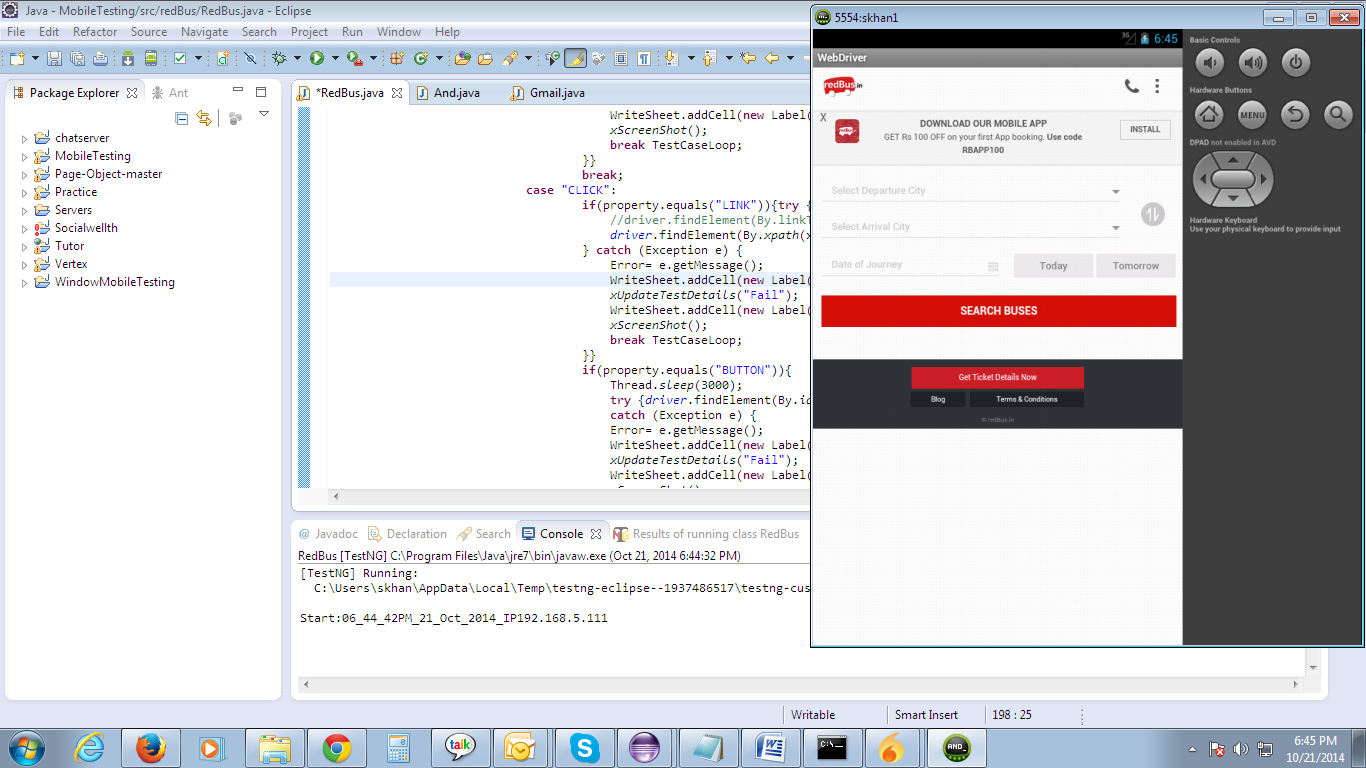 Java - MobileTesting/src/redBus/RedBus.java - Eclipse
File Edit Refactor Source Navigate Search Project Run Window Help
Package Explorer Ant
chatserver
MobileTesting
Page-Object-master
Practice
Servers
Socialwellth
Tutor
Vertex
WindowMobileTesting
*RedBus.java And.java Gmail.java
WriteSheet.addCell(new Label(
xScreenShot();
break TestCaseLoop;
}}
break;
case "CLICK":
if(property.equals("LINK")){try {
//driver.findElement(By.linkT
driver.findElement(By.xpath(x
} catch (Exception e) {
Error= e.getMessage();
WriteSheet.addCell(new Label(
xUpdateTestDetails("Fail");
WriteSheet.addCell(new Label(
xScreenShot();
break TestCaseLoop;
}}
if(property.equals("BUTTON")){
Thread.sleep(3000);
try {driver.findElement(By.id
catch (Exception e) {
Error= e.getMessage();
WriteSheet.addCell(new Label(
xUpdateTestDetails("Fail");
WriteSheet.addCell(new Label(
@ Javadoc Declaration Search Console Results of running class RedBus
RedBus [TestNG] C:\Program Files\Java\jre7\bin\javaw.exe (Oct 21, 2014 6:44:32 PM)
[TestNG] Running:
C:\Users\skhan\AppData\Local\Temp\testng-eclipse--1937486517\testng-cus
Start:06_44_42PM_21_Oct_2014_IP192.168.5.111
Writable Smart Insert 198 : 25
5554:skhan1
3G 6:45
WebDriver
redBus.in
X
redBus
DOWNLOAD OUR MOBILE APP
GET Rs 100 OFF on your first App booking. Use code
RBAPP100
INSTALL
Select Departure City
Select Arrival City
Date of Journey
Today Tomorrow
SEARCH BUSES
Get Ticket Details Now
Blog Terms & Conditions
© redBus.in
Basic Controls
Hardware Buttons
MENU
DPAD not enabled in AVD
Hardware Keyboard
Use your physical keyboard to provide input
talk
C:\_
AND_
6:45 PM
10/21/2014